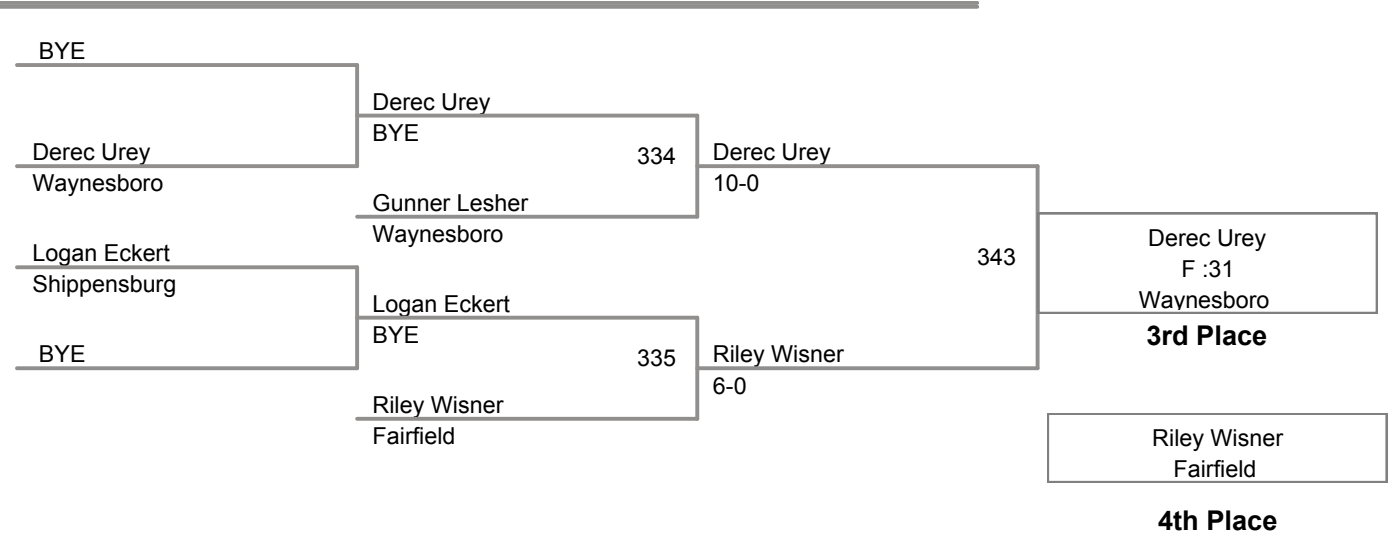 BYE
Derec Urey
BYE
Derec Urey
Waynesboro
334
Derec Urey
10-0
Gunner Lesher
Waynesboro
Logan Eckert
Shippensburg
343
Derec Urey
F :31
Waynesboro
3rd Place
Logan Eckert
BYE
BYE
335
Riley Wisner
6-0
Riley Wisner
Fairfield
Riley Wisner
Fairfield
4th Place